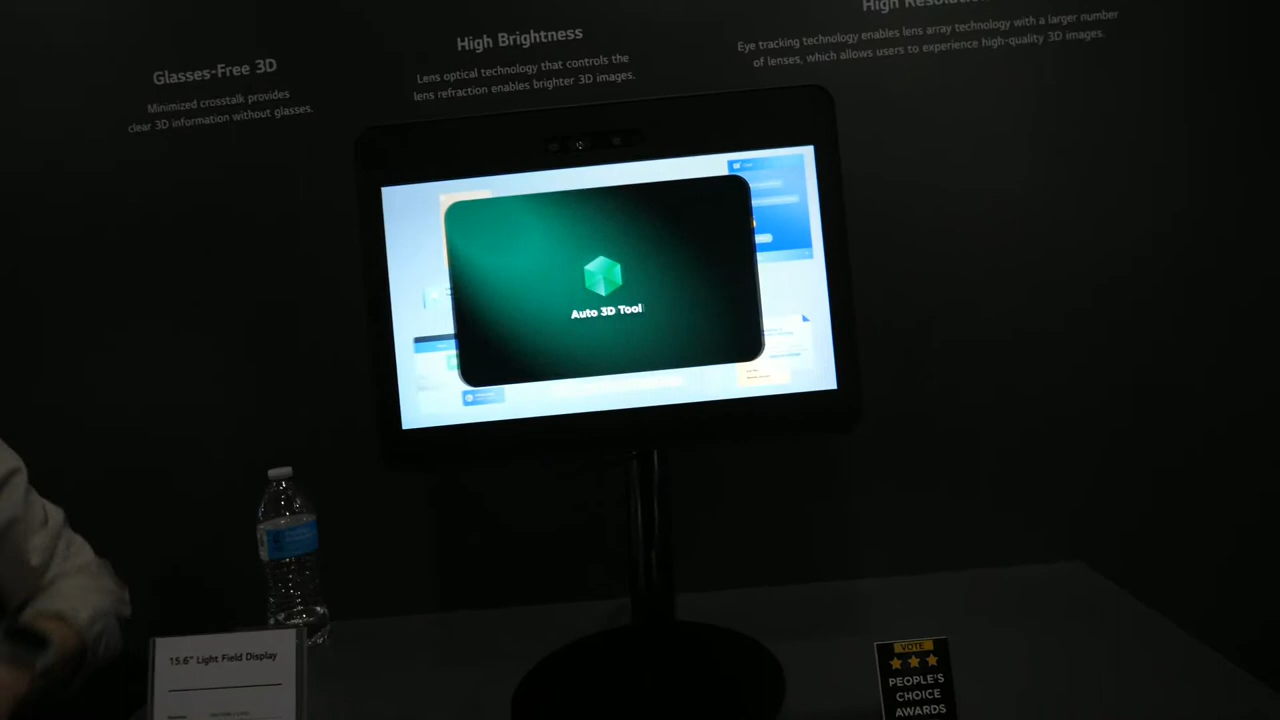 Glasses-Free 3D
Minimized crosstalk provides
clear 3D information without glasses.
High Brightness
Lens optical technology that controls the
lens refraction enables brighter 3D images.
High Resolution
Eye tracking technology enables lens array technology with a larger number
of lenses, which allows users to experience high-quality 3D images.
Auto 3D Tool
15.6" Light Field Display
VOTE
PEOPLE'S
CHOICE
AWARDS